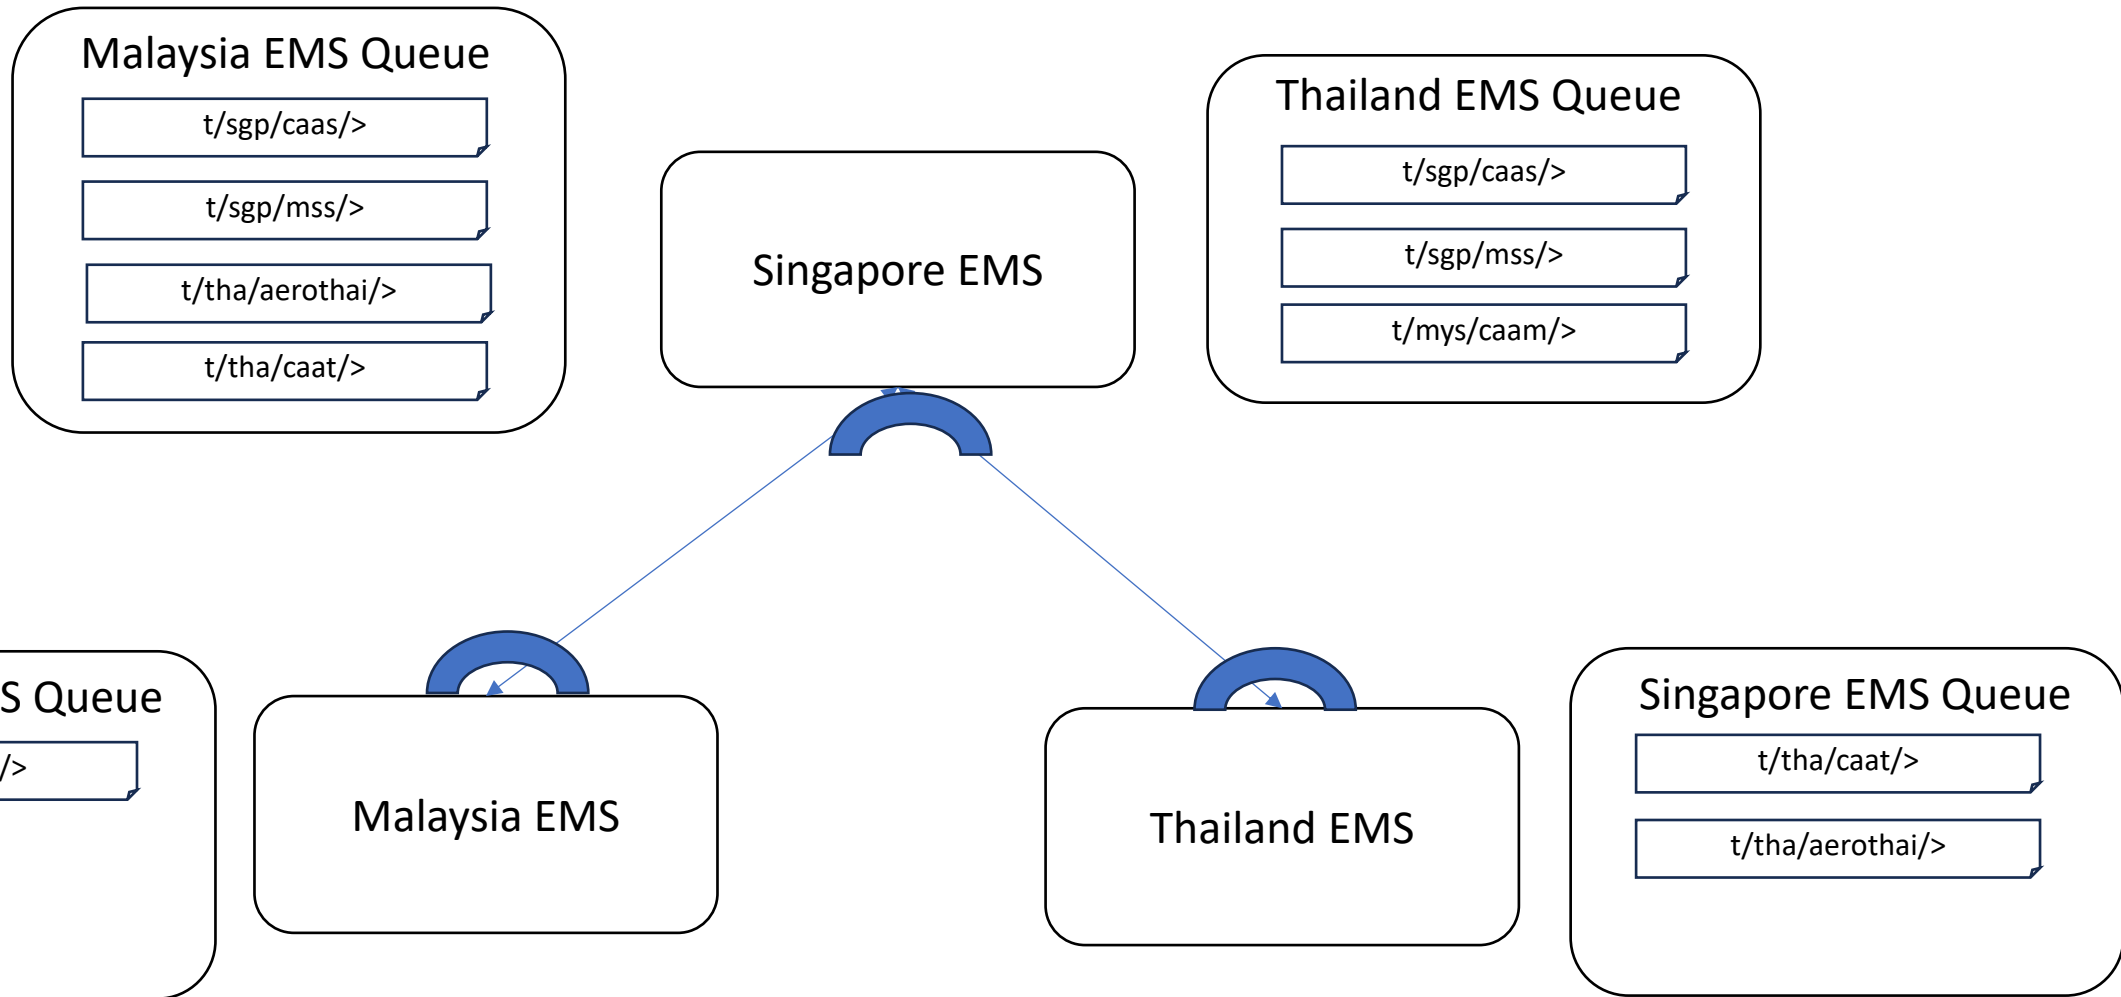 Malaysia EMS Queue
t/sgp/caas/>
t/sgp/mss/>
t/tha/aerothai/>
t/tha/caat/>
Singapore EMS
Thailand EMS Queue
t/sgp/caas/>
t/sgp/mss/>
t/mys/caam/>
S Queue
/>
Malaysia EMS
Thailand EMS
Singapore EMS Queue
t/tha/caat/>
t/tha/aerothai/>